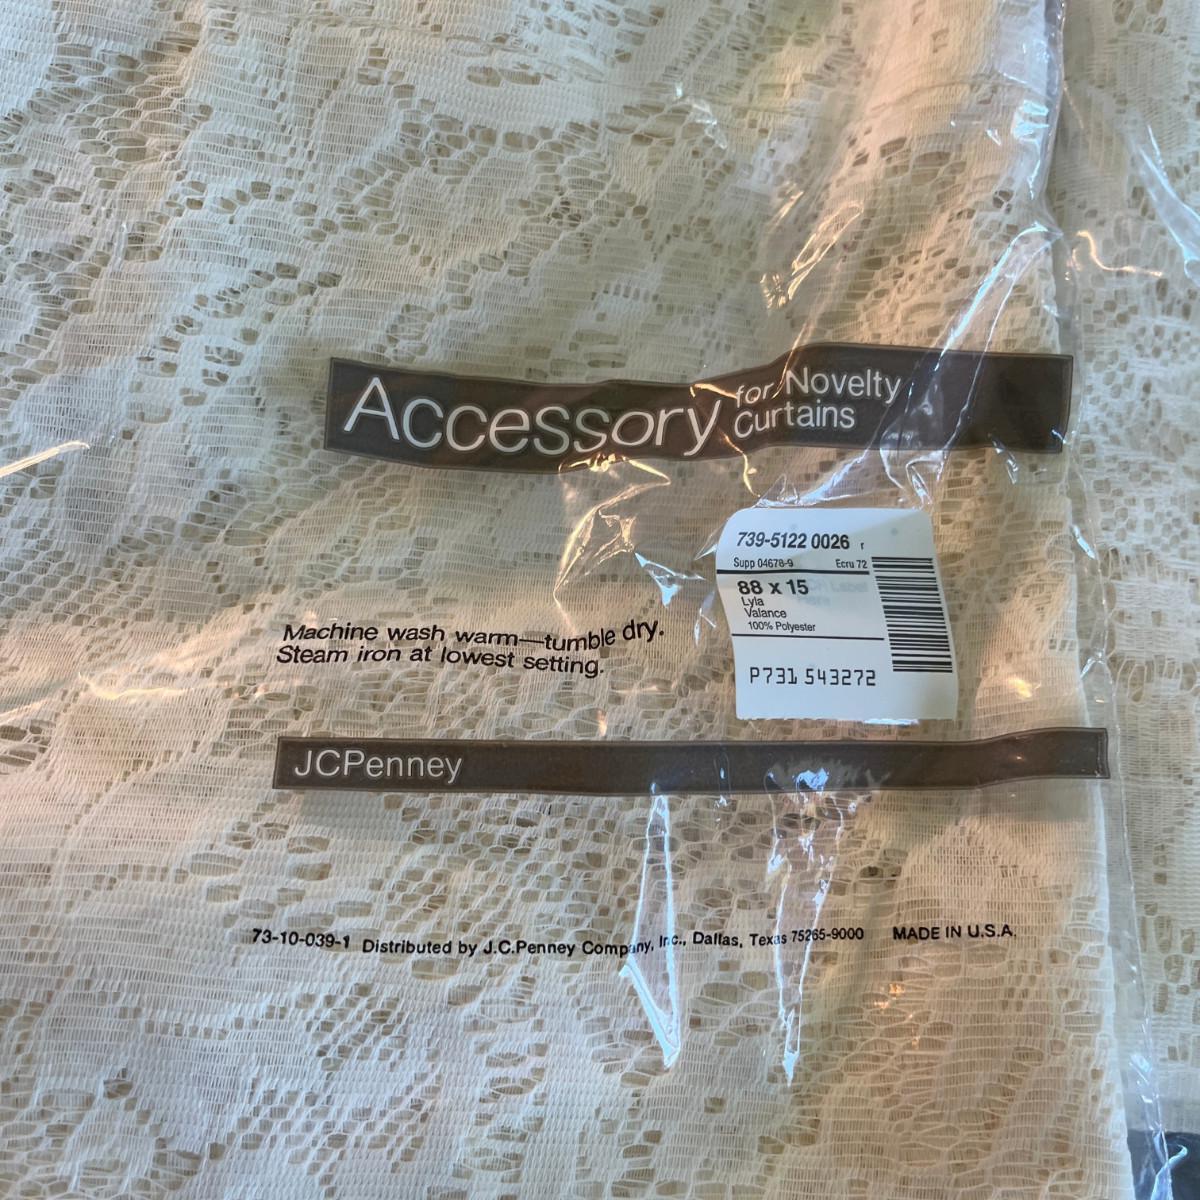 Accessory for Novelty
Curtains
739-5122 0026 r
Supp 04678-9 Ecru 72
88 x 15
Lyla
Valance
100% Polyester
P731 543272
Machine wash warm—tumble dry.
Steam iron at lowest setting.
JCPenney
73-10-039-1 Distributed by J.C.Penney Company, Inc., Dallas, Texas 75265-9000 MADE IN U.S.A.